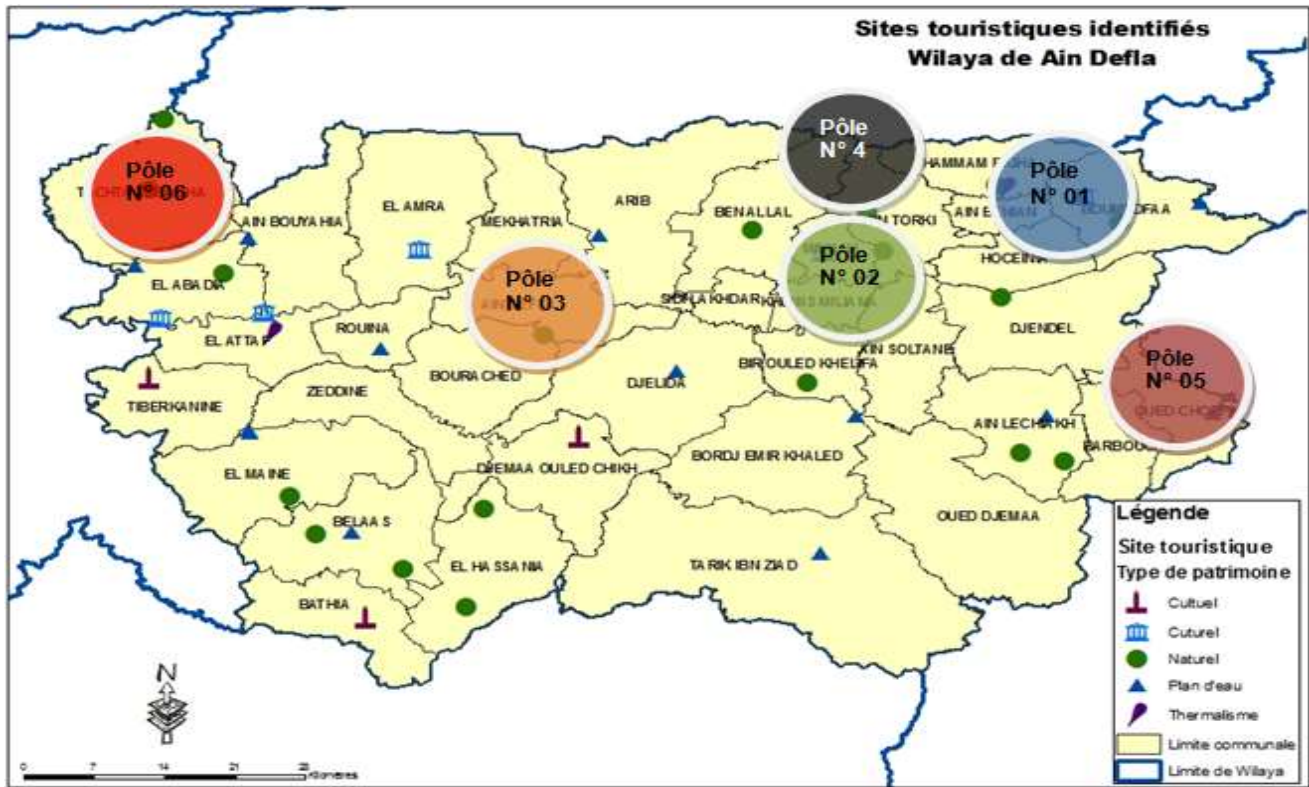 Sites touristiques identifiés
Wilaya de Ain Defla
Pôle
N° 4
Pôle
N° 06
Pôle
N° 01
Pôle
N° 02
Pôle
N° 03
Pôle
N° 05
AIN BOUYAHIA
EL AMRA
MEKHATRIA
ARIB
BENALLAL
HOCEINIA
EL ABADIA
EL ATTAF
ROUINA
BOURACHED
DJELIDA
BIR OULED KHELIFA
AIN SOLTANE
DJENDEL
TIBERKANINE
ZEDDINE
AIN LECHIAKH
EL MAINE
DJEMAA OULED CHIKH
BORDJ EMIR KHALED
BELAAS
OUED DJEMAA
EL HASSANIA
TARIK IBN ZIAD
BATHIA
Légende
Site touristique
Type de patrimoine
Cultuel
Cuturel
Naturel
Plan d'eau
Thermalisme
Limite communale
Limite de Wilaya
N
0 7 14 21 28
Kilomètres